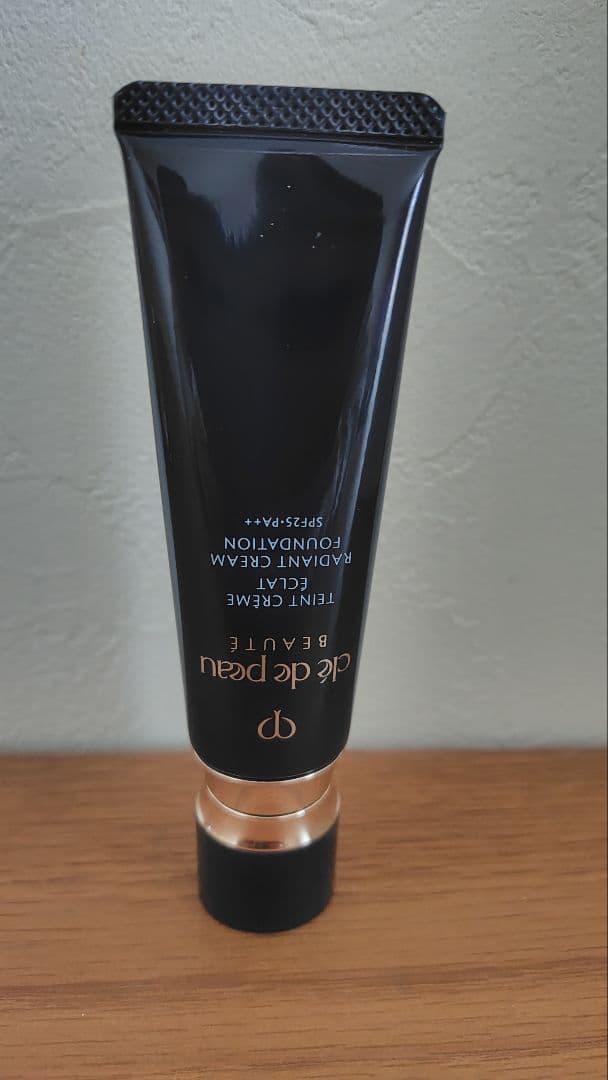 clé de peau
BEAUTÉ
TEINT CRÈME
ÉCLAT
RADIANT CREAM
FOUNDATION
SPF25•PA++